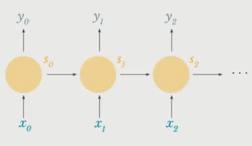 y₀ y₁ y₂
s₀ s₁ s₂ ...
x₀ x₁ x₂